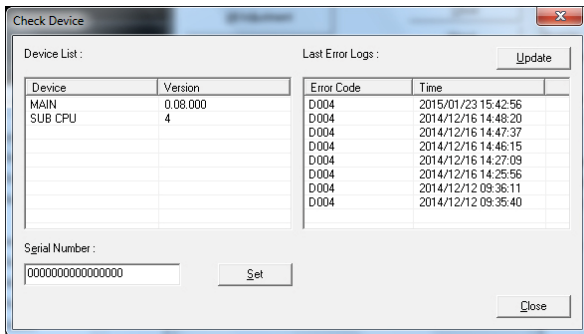 Check Device
Device List :
Last Error Logs :
Update
Device Version
MAIN 0.08.000
SUB CPU 4
Error Code Time
D004 2015/01/23 15:42:56
D004 2014/12/16 14:48:20
D004 2014/12/16 14:47:37
D004 2014/12/16 14:46:15
D004 2014/12/16 14:27:09
D004 2014/12/16 14:25:56
D004 2014/12/12 09:36:11
D004 2014/12/12 09:35:40
Serial Number :
0000000000000000
Set
Close